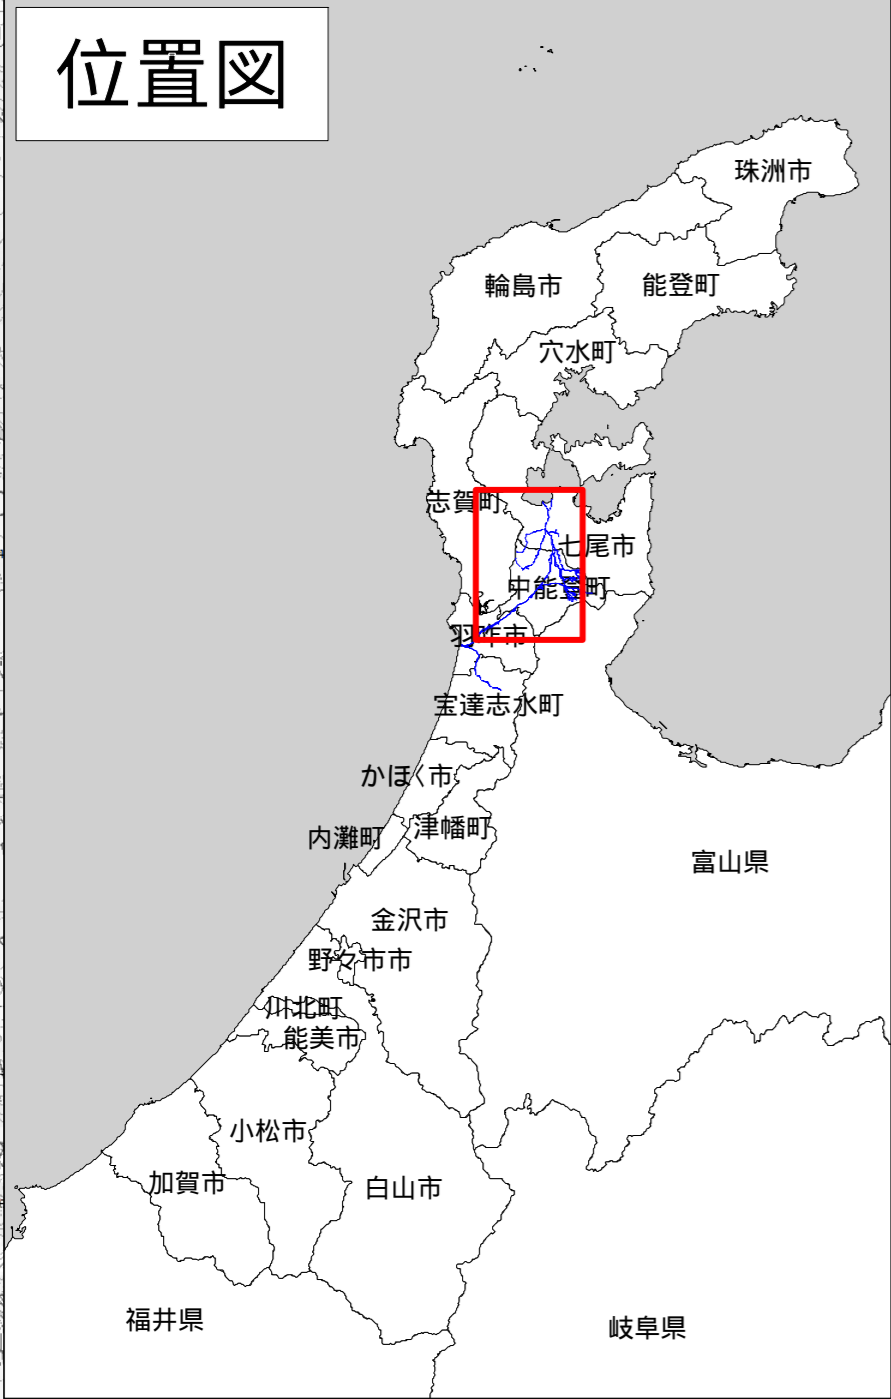 位置図
珠洲市
輪島市
能登町
穴水町
志賀町
七尾市
中能登町
羽咋市
宝達志水町
かほく市
津幡町
内灘町
富山県
金沢市
野々市市
川北町
能美市
小松市
加賀市
白山市
福井県
岐阜県